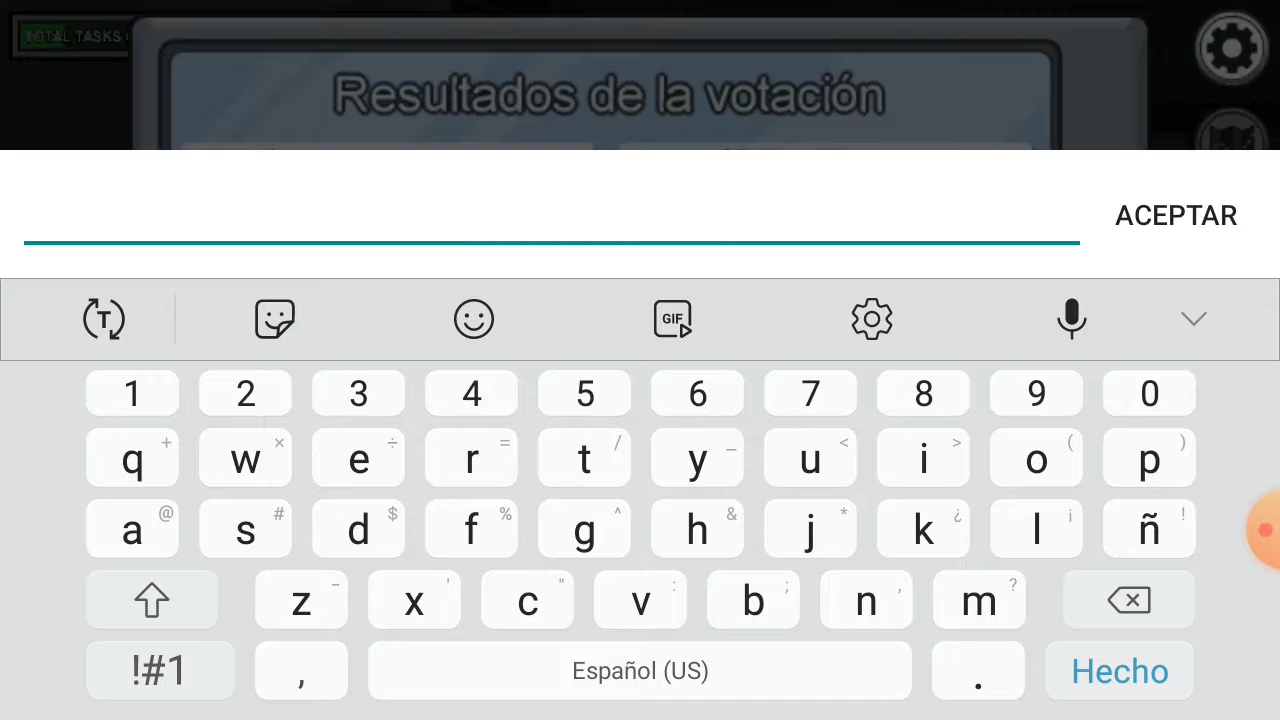 TOTAL TASKS
Resultados de la votación
ACEPTAR
T
GIF
1 2 3 4 5 6 7 8 9 0
q + w × e ÷ r = t / y _ u < i > o ( p )
a @ s # d $ f % g ^ h & j * k ¿ l ¡ ñ !
z - x ' c " v : b ; n , m ?
!#1 , Español (US) . Hecho